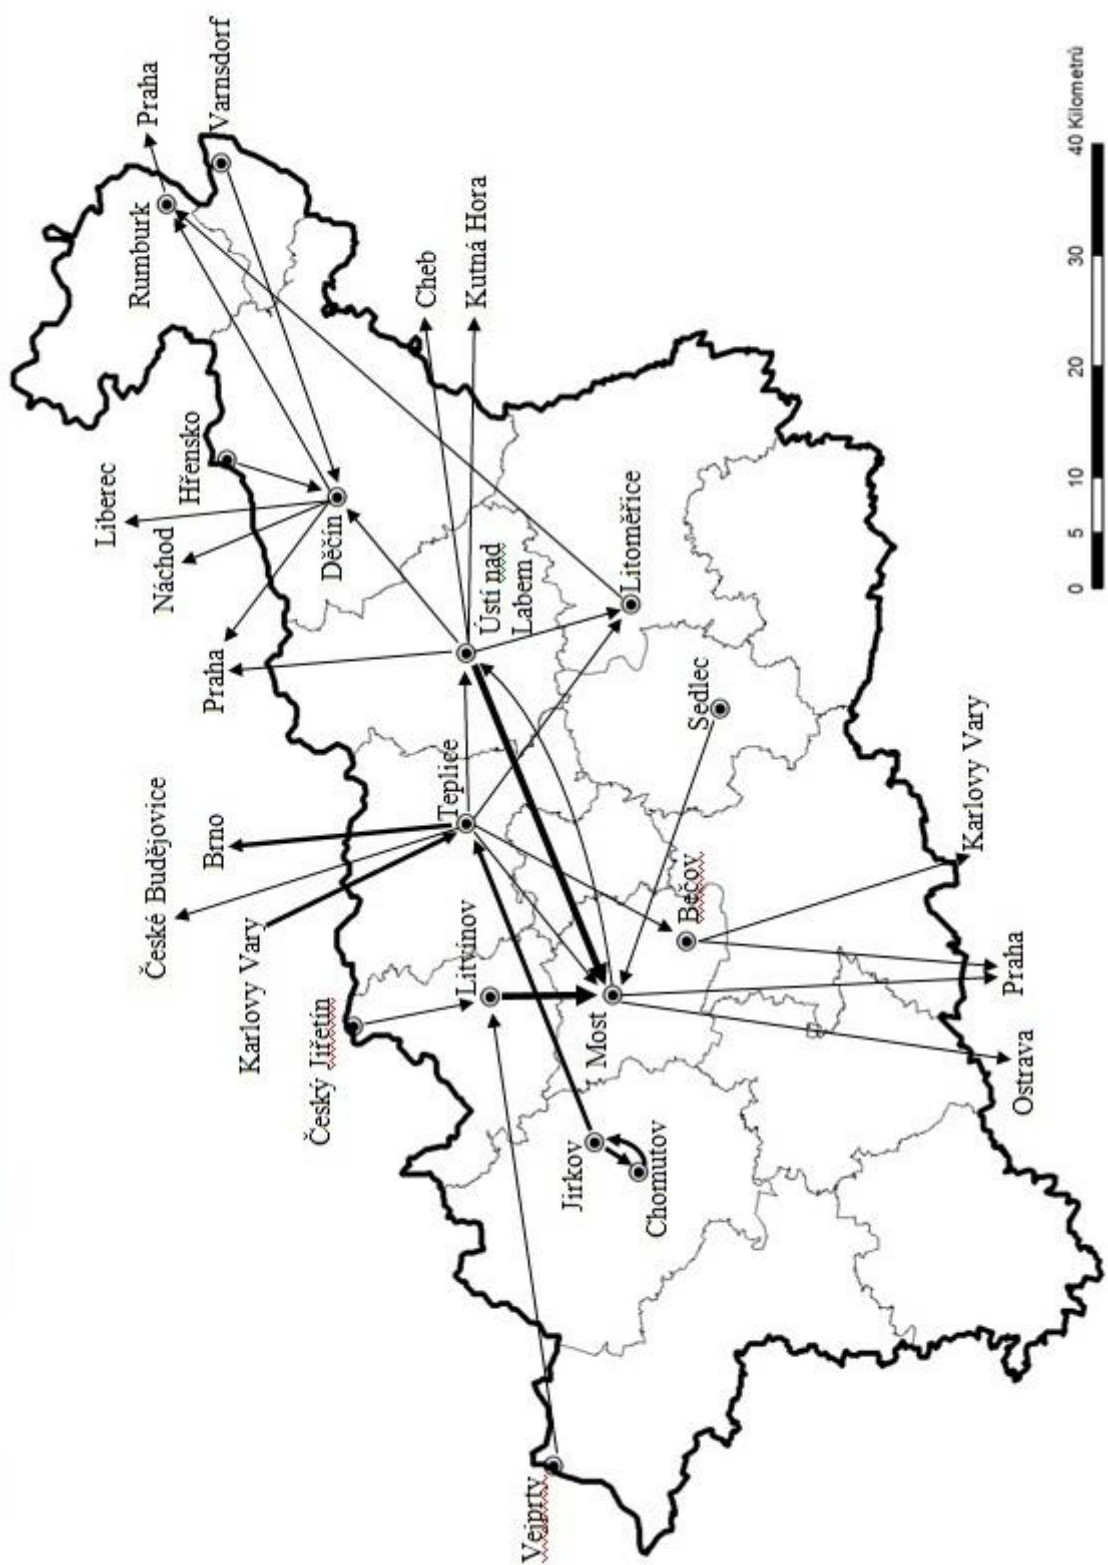 Praha
Varnsdorf
Rumburk
Cheb
Kutná Hora
Liberec
Hřensko
Náchod
Děčín
Praha
Ústí nad
Labem
Litoměřice
Sedlec
České Budějovice
Brno
Teplice
Karlovy Vary
Karlovy Vary
Litvínov
Bečov
Český Jiřetín
Most
Praha
Ostrava
Jirkov
Chomutov
Vejprty
0 5 10 20 30 40 Kilometrů